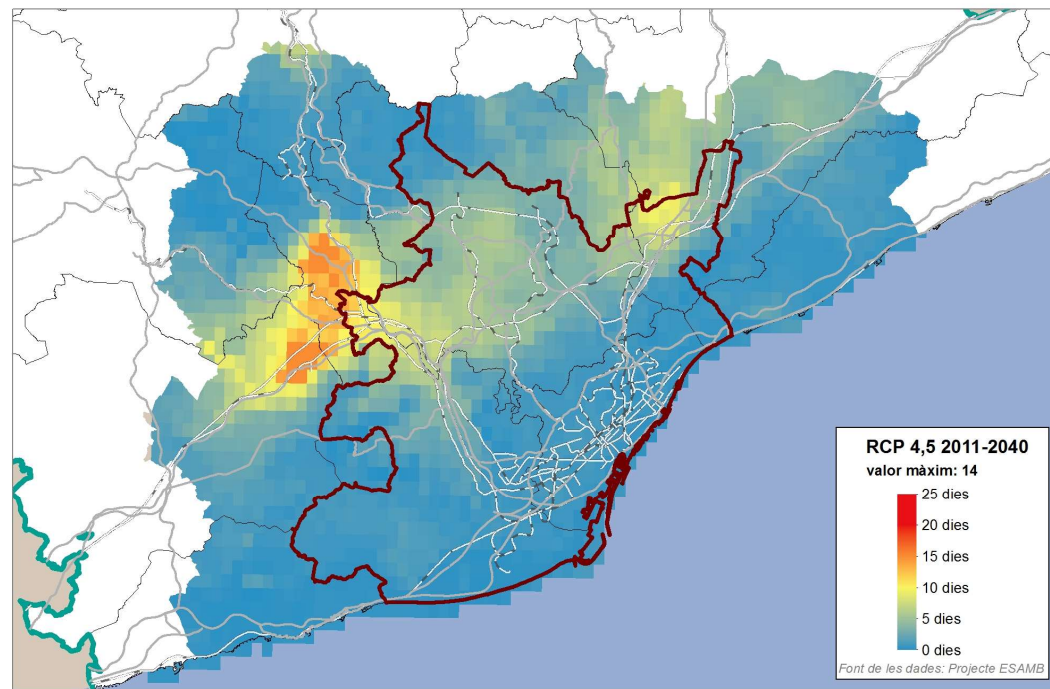 RCP 4,5 2011-2040
valor màxim: 14
25 dies
20 dies
15 dies
10 dies
5 dies
0 dies
Font de les dades: Projecte ESAMB